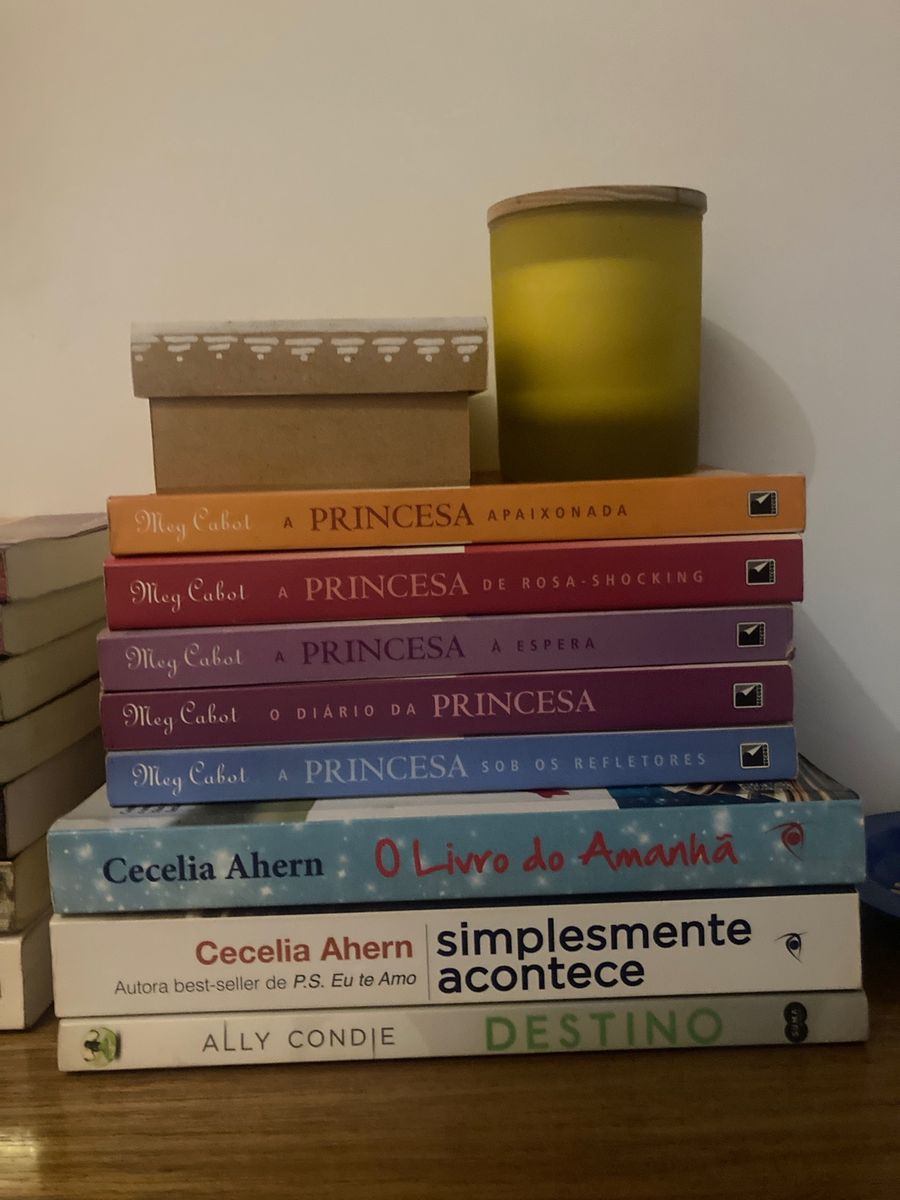 Meg Cabot A PRINCESA APAIXONADA
Meg Cabot A PRINCESA DE ROSA-SHOCKING
Meg Cabot A PRINCESA À ESPERA
Meg Cabot O DIÁRIO DA PRINCESA
Meg Cabot A PRINCESA SOB OS REFLETORES
Cecelia Ahern O Livro do Amanhã
Cecelia Ahern
Autora best-seller de P.S. Eu te Amo
simplesmente
acontece
ALLY CONDIE DESTINO SUMA